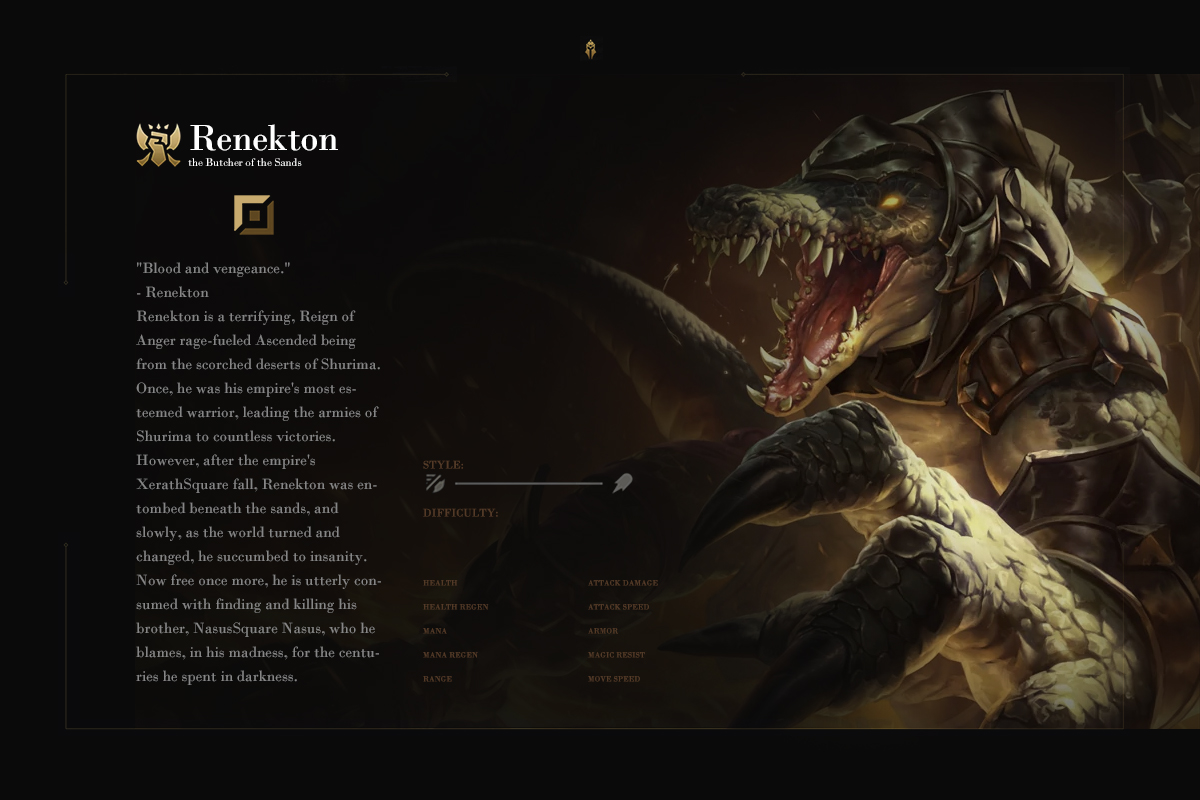 Renekton
the Butcher of the Sands
"Blood and vengeance."
- Renekton
Renekton is a terrifying, Reign of
Anger rage-fueled Ascended being
from the scorched deserts of Shurima.
Once, he was his empire's most es-
teemed warrior, leading the armies of
Shurima to countless victories.
However, after the empire's
XerathSquare fall, Renekton was en-
tombed beneath the sands, and
slowly, as the world turned and
changed, he succumbed to insanity.
Now free once more, he is utterly con-
sumed with finding and killing his
brother, NasusSquare Nasus, who he
blames, in his madness, for the centu-
ries he spent in darkness.
STYLE:
DIFFICULTY:
HEALTH
HEALTH REGEN
MANA
MANA REGEN
RANGE
ATTACK DAMAGE
ATTACK SPEED
ARMOR
MAGIC RESIST
MOVE SPEED